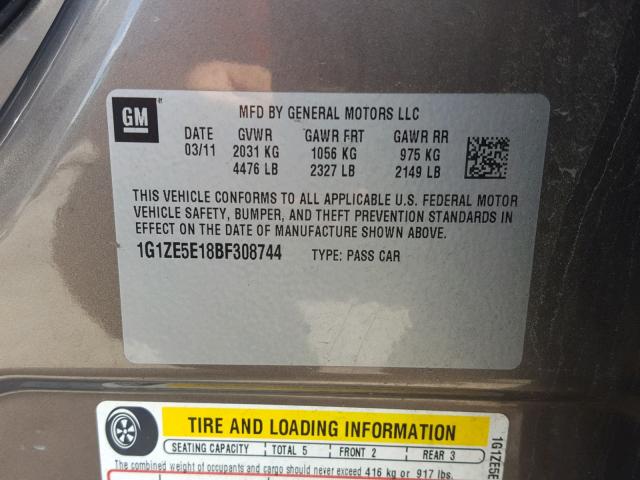 GM
MFD BY GENERAL MOTORS LLC
DATE GVWR GAWR FRT GAWR RR
03/11 2031 KG 1056 KG 975 KG
4476 LB 2327 LB 2149 LB
THIS VEHICLE CONFORMS TO ALL APPLICABLE U.S. FEDERAL MOTOR
VEHICLE SAFETY, BUMPER, AND THEFT PREVENTION STANDARDS IN
EFFECT ON THE DATE OF MANUFACTURE SHOWN ABOVE.
1G1ZE5E18BF308744 TYPE: PASS CAR
TIRE AND LOADING INFORMATION
SEATING CAPACITY TOTAL 5 FRONT 2 REAR 3
The combined weight of occupants and cargo should never exceed 416 kg or 917 lbs.
1G1ZE5E